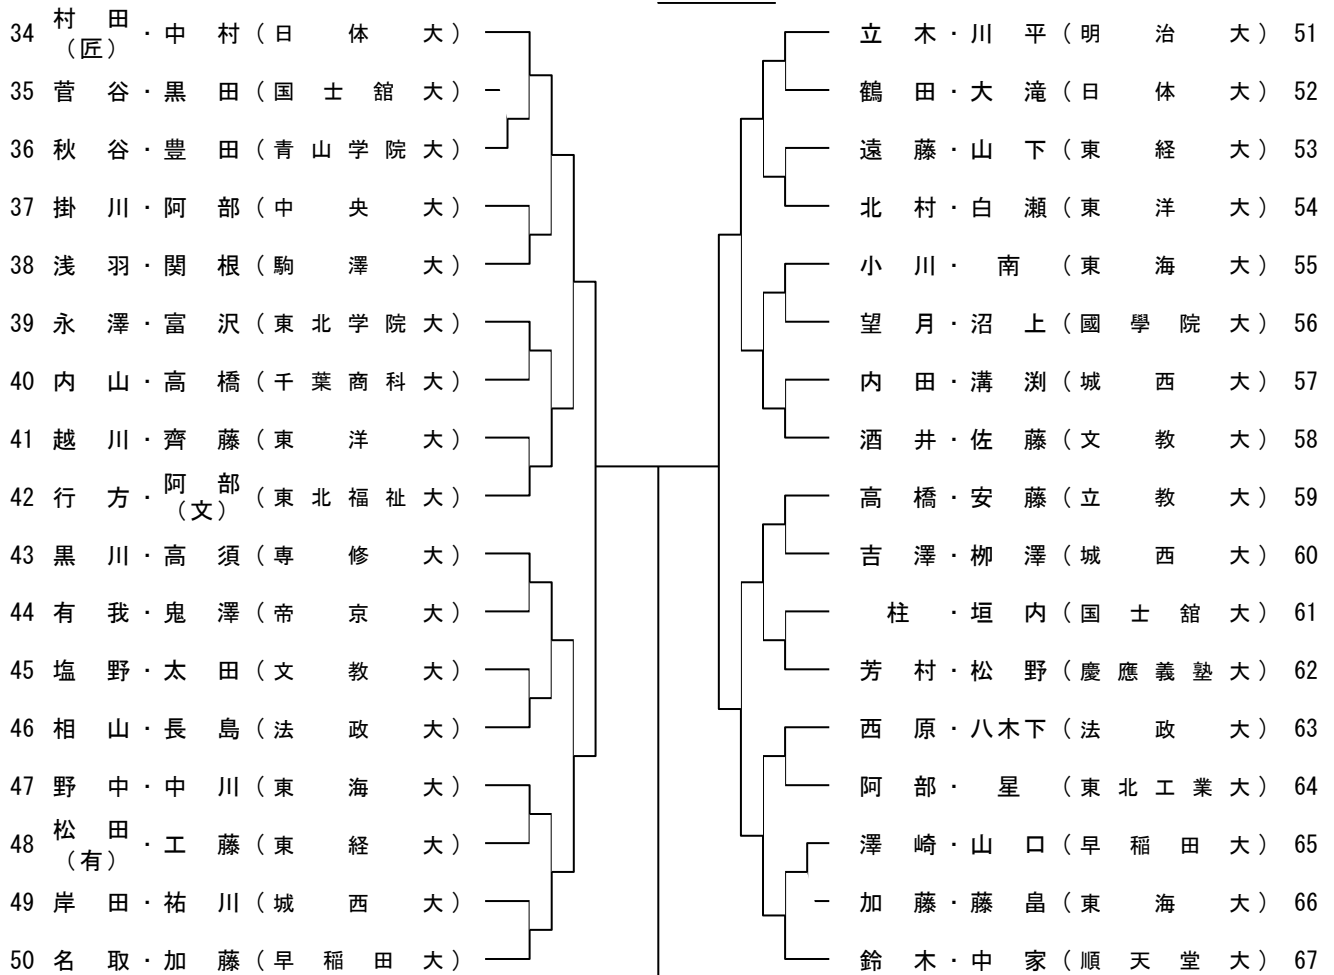 34 村田(匠)・中村(日体大)
35 菅谷・黒田(国士舘大)
36 秋谷・豊田(青山学院大)
37 掛川・阿部(中央大)
38 浅羽・関根(駒澤大)
39 永澤・富沢(東北学院大)
40 内山・高橋(千葉商科大)
41 越川・齊藤(東洋大)
42 行方・阿部(文)(東北福祉大)
43 黒川・高須(専修大)
44 有我・鬼澤(帝京大)
45 塩野・太田(文教大)
46 相山・長島(法政大)
47 野中・中川(東海大)
48 松田(有)・工藤(東経大)
49 岸田・祐川(城西大)
50 名取・加藤(早稲田大)
立木・川平(明治大) 51
鶴田・大滝(日体大) 52
遠藤・山下(東経大) 53
北村・白瀬(東洋大) 54
小川・南(東海大) 55
望月・沼上(國學院大) 56
内田・溝渕(城西大) 57
酒井・佐藤(文教大) 58
高橋・安藤(立教大) 59
吉澤・栁澤(城西大) 60
柱・垣内(国士舘大) 61
芳村・松野(慶應義塾大) 62
西原・八木下(法政大) 63
阿部・星(東北工業大) 64
澤崎・山口(早稲田大) 65
加藤・藤畠(東海大) 66
鈴木・中家(順天堂大) 67